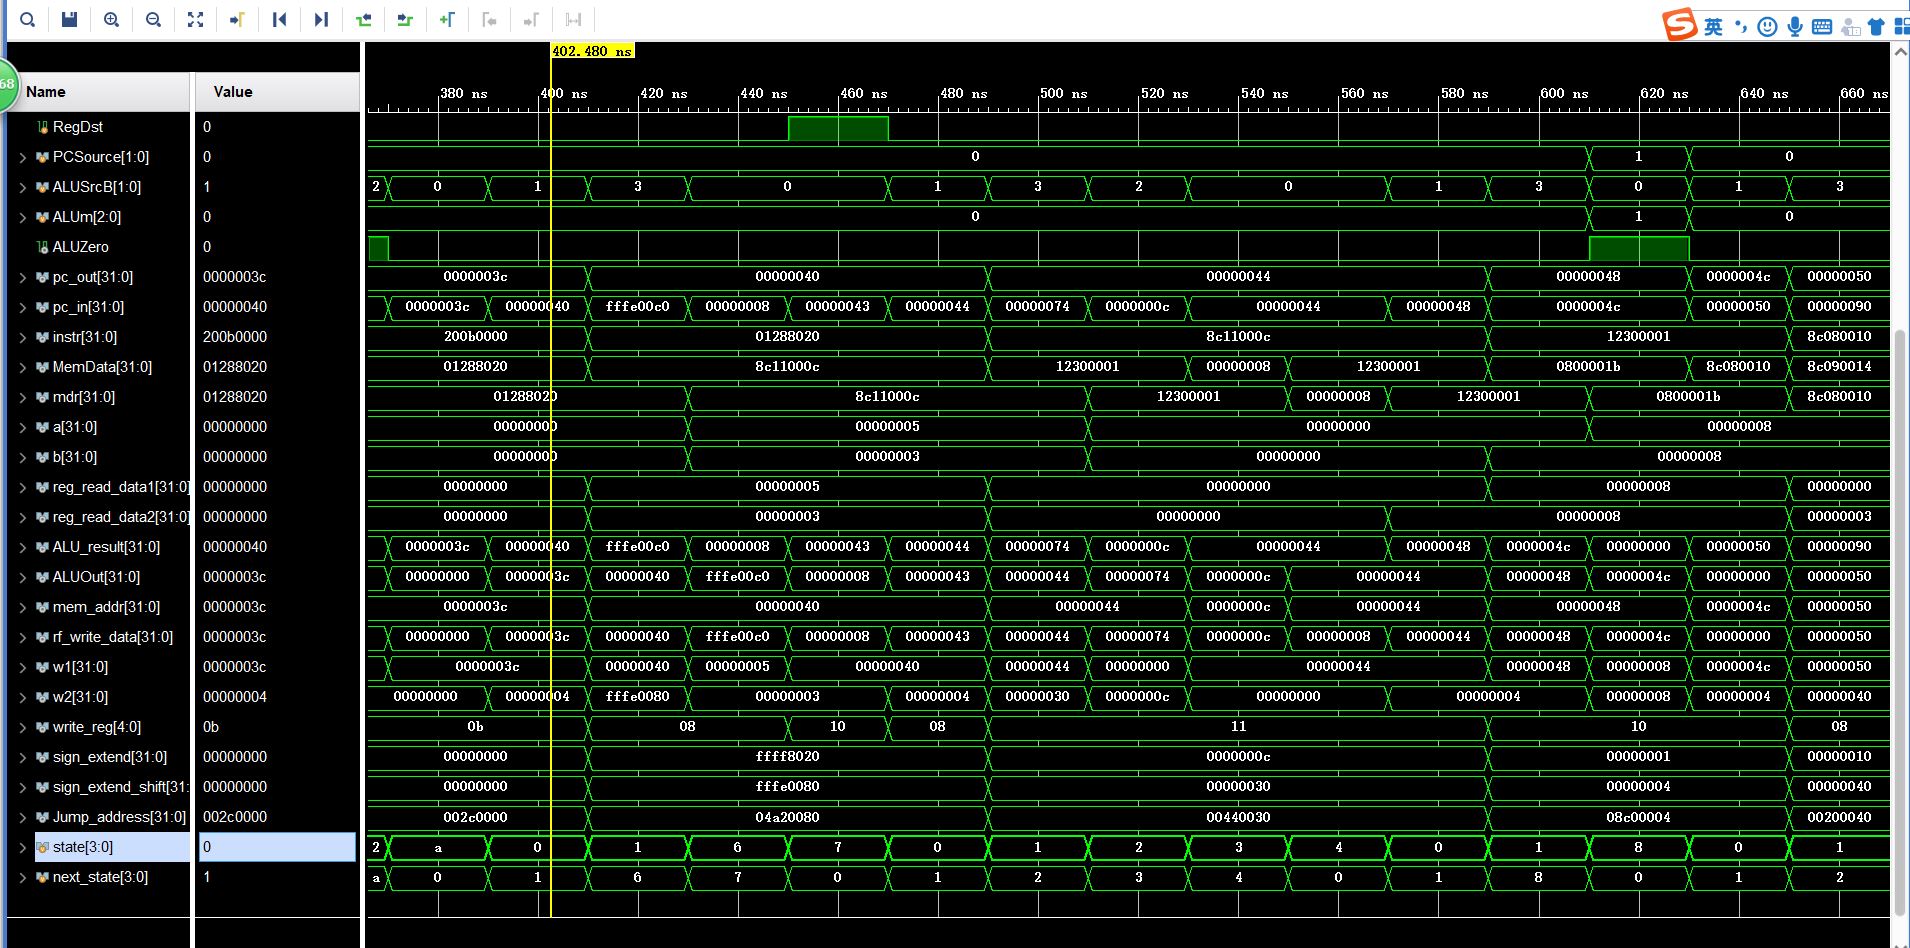 英
402.480 ns
68
Name Value
380 ns 400 ns 420 ns 440 ns 460 ns 480 ns 500 ns 520 ns 540 ns 560 ns 580 ns 600 ns 620 ns 640 ns 660 ns
RegDst 0
PCSource[1:0] 0 0 1 0
ALUSrcB[1:0] 1 2 0 1 3 0 1 3 2 0 1 3 0 1 3
ALUm[2:0] 0 0 1 0
ALUZero 0
pc_out[31:0] 0000003c 0000003c 00000040 00000044 00000048 0000004c 00000050
pc_in[31:0] 00000040 0000003c 00000040 fffe00c0 00000008 00000043 00000044 00000074 0000000c 00000044 00000048 0000004c 00000050 00000090
instr[31:0] 200b0000 200b0000 01288020 8c11000c 12300001 8c080010
MemData[31:0] 01288020 01288020 8c11000c 12300001 00000008 12300001 0800001b 8c080010 8c090014
mdr[31:0] 01288020 01288020 8c11000c 12300001 00000008 12300001 0800001b 8c080010
a[31:0] 00000000 00000000 00000005 00000000 00000008
b[31:0] 00000000 00000000 00000003 00000000 00000008
reg_read_data1[31:0] 00000000 00000000 00000005 00000000 00000008 00000000
reg_read_data2[31:0] 00000000 00000000 00000003 00000000 00000008 00000003
ALU_result[31:0] 00000040 0000003c 00000040 fffe00c0 00000008 00000043 00000044 00000074 0000000c 00000044 00000048 0000004c 00000000 00000050 00000090
ALUOut[31:0] 0000003c 00000000 0000003c 00000040 fffe00c0 00000008 00000043 00000044 00000074 0000000c 00000044 00000048 0000004c 00000000 00000050
mem_addr[31:0] 0000003c 0000003c 00000040 00000044 0000000c 00000044 00000048 0000004c 00000050
rf_write_data[31:0] 0000003c 00000000 0000003c 00000040 fffe00c0 00000008 00000043 00000044 00000074 0000000c 00000008 00000044 00000048 0000004c 00000000 00000050
w1[31:0] 0000003c 0000003c 00000040 00000005 00000040 00000044 00000000 00000044 00000048 00000008 0000004c 00000050
w2[31:0] 00000004 00000000 00000004 fffe0080 00000003 00000004 00000030 0000000c 00000000 00000004 00000008 00000004 00000040
write_reg[4:0] 0b 0b 08 10 08 11 10 08
sign_extend[31:0] 00000000 00000000 ffff8020 0000000c 00000001 00000010
sign_extend_shift[31: 00000000 00000000 fffe0080 00000030 00000004 00000040
Jump_address[31:0] 002c0000 002c0000 04a20080 00440030 08c00004 00200040
state[3:0] 0 2 a 0 1 6 7 0 1 2 3 4 0 1 8 0 1
next_state[3:0] 1 a 0 1 6 7 0 1 2 3 4 0 1 8 0 1 2